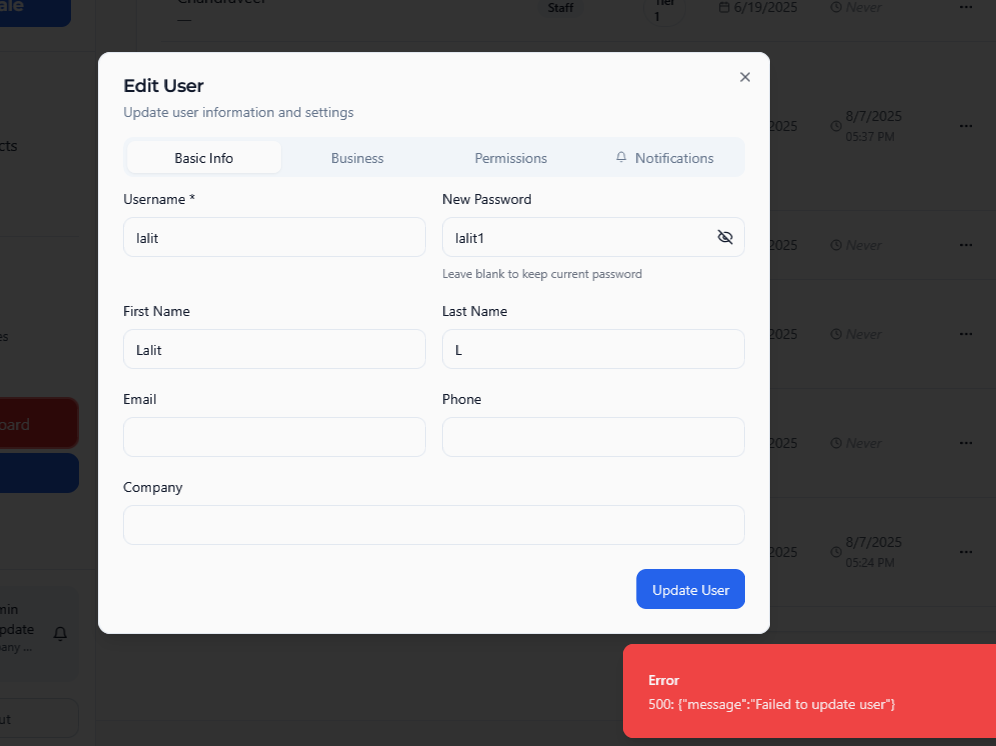 ale
Chandraveer
—
Staff
Tier
1
6/19/2025
Never
...
Edit User
Update user information and settings
Basic Info
Business
Permissions
Notifications
Username *
New Password
lalit
lalit1
Leave blank to keep current password
First Name
Last Name
Lalit
L
Email
Phone
Company
Update User
cts
es
oard
min
pdate
pany ...
ut
2025
8/7/2025
05:37 PM
...
2025
Never
...
2025
Never
...
2025
Never
...
2025
8/7/2025
05:24 PM
...
Error
500: {"message":"Failed to update user"}